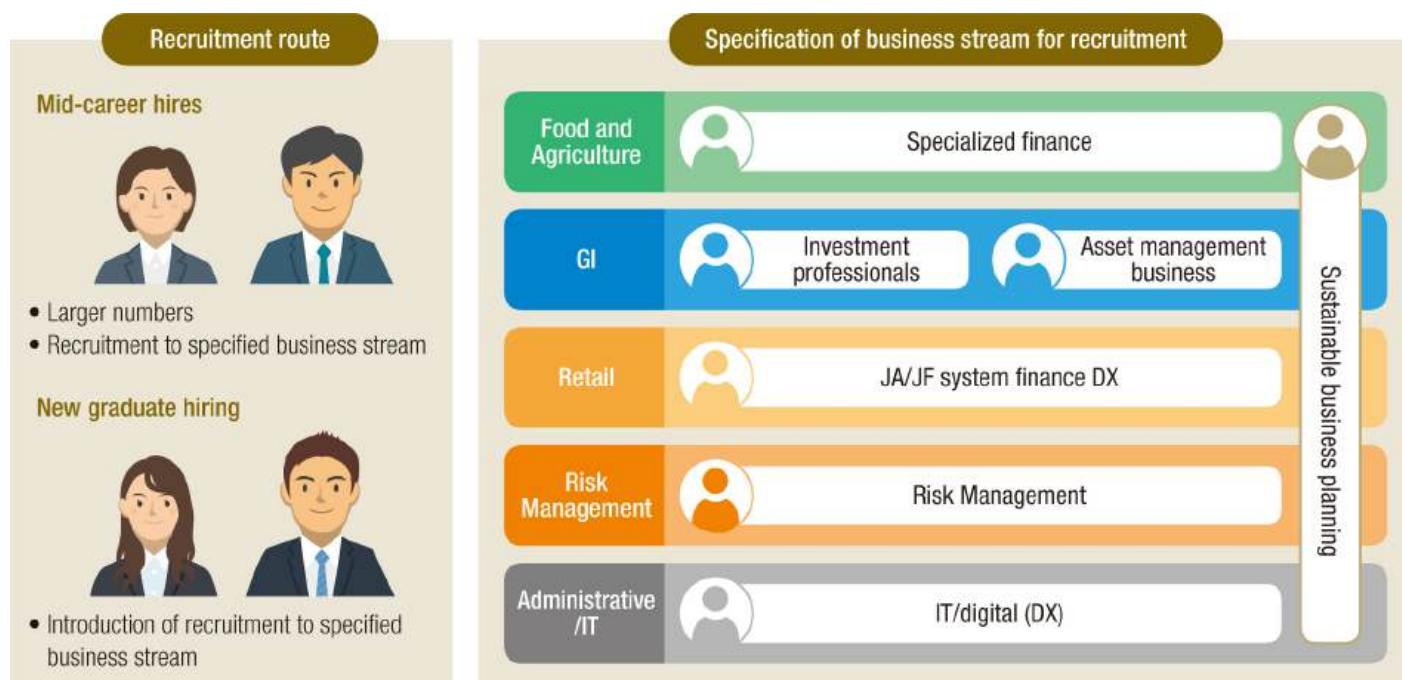 Recruitment route
Mid-career hires
• Larger numbers
• Recruitment to specified business stream
New graduate hiring
• Introduction of recruitment to specified
business stream
Specification of business stream for recruitment
Food and
Agriculture
Specialized finance
GI
Investment
professionals
Asset management
business
Retail
JA/JF system finance DX
Risk
Management
Risk Management
Administrative
/IT
IT/digital (DX)
Sustainable business planning